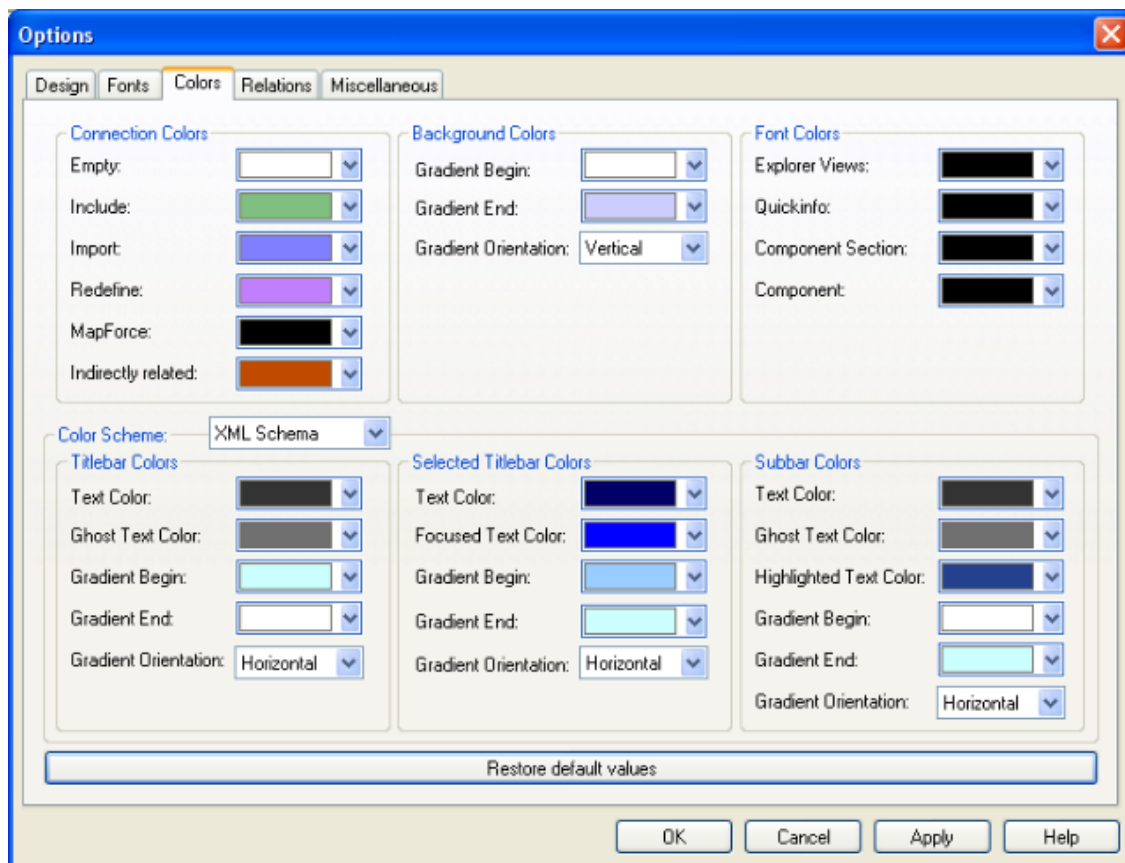 Options
Design Fonts Colors Relations Miscellaneous
Connection Colors
Empty:
Include:
Import:
Redefine:
MapForce:
Indirectly related:
Background Colors
Gradient Begin:
Gradient End:
Gradient Orientation: Vertical
Font Colors
Explorer Views:
Quickinfo:
Component Section:
Component:
Color Scheme: XML Schema
Titlebar Colors
Text Color:
Ghost Text Color:
Gradient Begin:
Gradient End:
Gradient Orientation: Horizontal
Selected Titlebar Colors
Text Color:
Focused Text Color:
Gradient Begin:
Gradient End:
Gradient Orientation: Horizontal
Subbar Colors
Text Color:
Ghost Text Color:
Highlighted Text Color:
Gradient Begin:
Gradient End:
Gradient Orientation: Horizontal
Restore default values
OK Cancel Apply Help